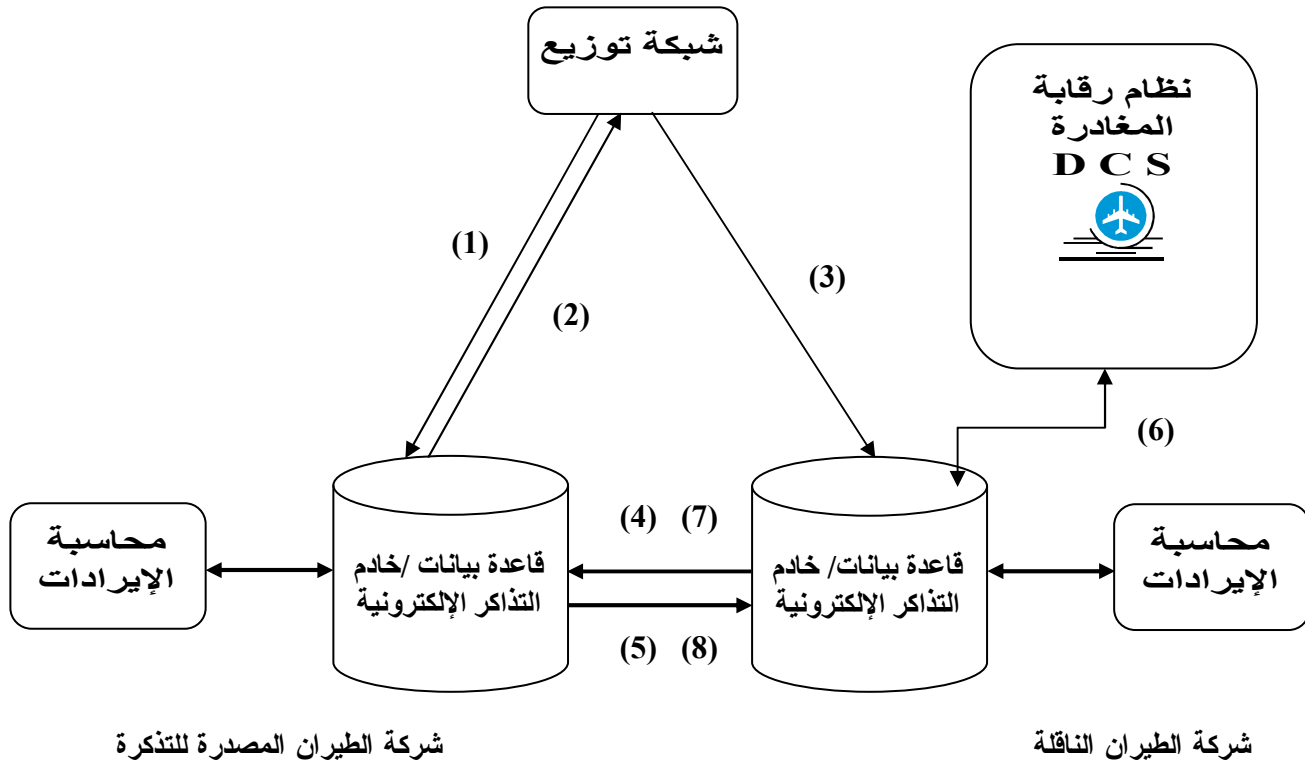 شبكة توزيع
نظام رقابة
المغادرة
D C S
(1)
(2)
(3)
(6)
محاسبة
الإيرادات
قاعدة بيانات /خادم
التذاكر الإلكترونية
(4) (7)
(5) (8)
قاعدة بيانات/ خادم
التذاكر الإلكترونية
محاسبة
الإيرادات
شركة الطيران المصدرة للتذكرة
شركة الطيران الناقلة